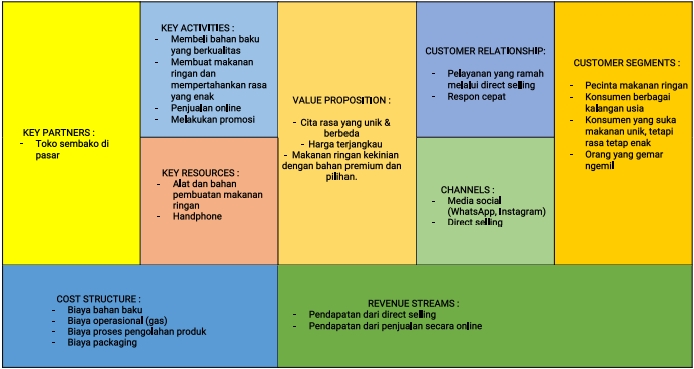 KEY PARTNERS :
- Toko sembako di
pasar
KEY ACTIVITIES :
- Membeli bahan baku
yang berkualitas
- Membuat makanan
ringan dan
mempertahankan rasa
yang enak
- Penjualan online
- Melakukan promosi
KEY RESOURCES :
- Alat dan bahan
pembuatan makanan
ringan
- Handphone
VALUE PROPOSITION :
- Cita rasa yang unik &
berbeda
- Harga terjangkau
- Makanan ringan kekinian
dengan bahan premium dan
pilihan.
CUSTOMER RELATIONSHIP:
- Pelayanan yang ramah
melaui direct selling
- Respon cepat
CHANNELS :
- Media social
(WhatsApp, Instagram)
- Direct selling
CUSTOMER SEGMENTS :
- Pecinta makanan ringan
- Konsumen berbagai
kalangan usia
- Konsumen yang suka
makanan unik, tetapi
rasa tetap enak
- Orang yang gemar
ngemil
COST STRUCTURE :
- Biaya bahan baku
- Biaya operasional (gas)
- Biaya proses pengolahan produk
- Biaya packaging
REVENUE STREAMS :
- Pendapatan dari direct selling
- Pendapatan dari penjualan secara online